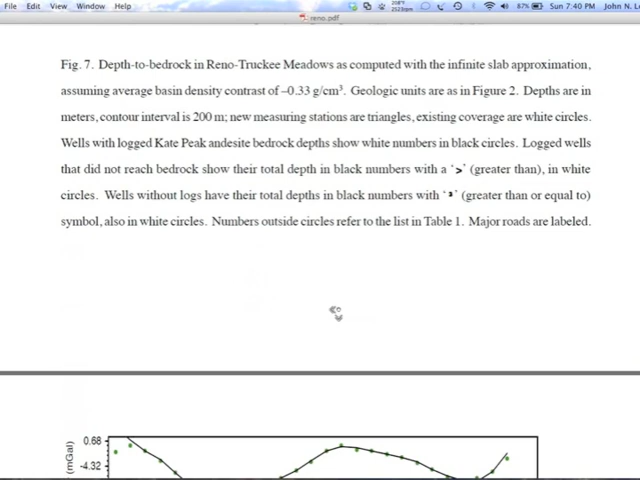 File Edit View Window Help 208°F 2523rpm 87% Sun 7:40 PM John N. L
reno.pdf
Fig. 7. Depth-to-bedrock in Reno-Truckee Meadows as computed with the infinite slab approximation,
assuming average basin density contrast of –0.33 g/cm³. Geologic units are as in Figure 2. Depths are in
meters, contour interval is 200 m; new measuring stations are triangles, existing coverage are white circles.
Wells with logged Kate Peak andesite bedrock depths show white numbers in black circles. Logged wells
that did not reach bedrock show their total depth in black numbers with a ‘>’ (greater than), in white
circles. Wells without logs have their total depths in black numbers with ‘³’ (greater than or equal to)
symbol, also in white circles. Numbers outside circles refer to the list in Table 1. Major roads are labeled.
0.68
-4.32
(mGal)